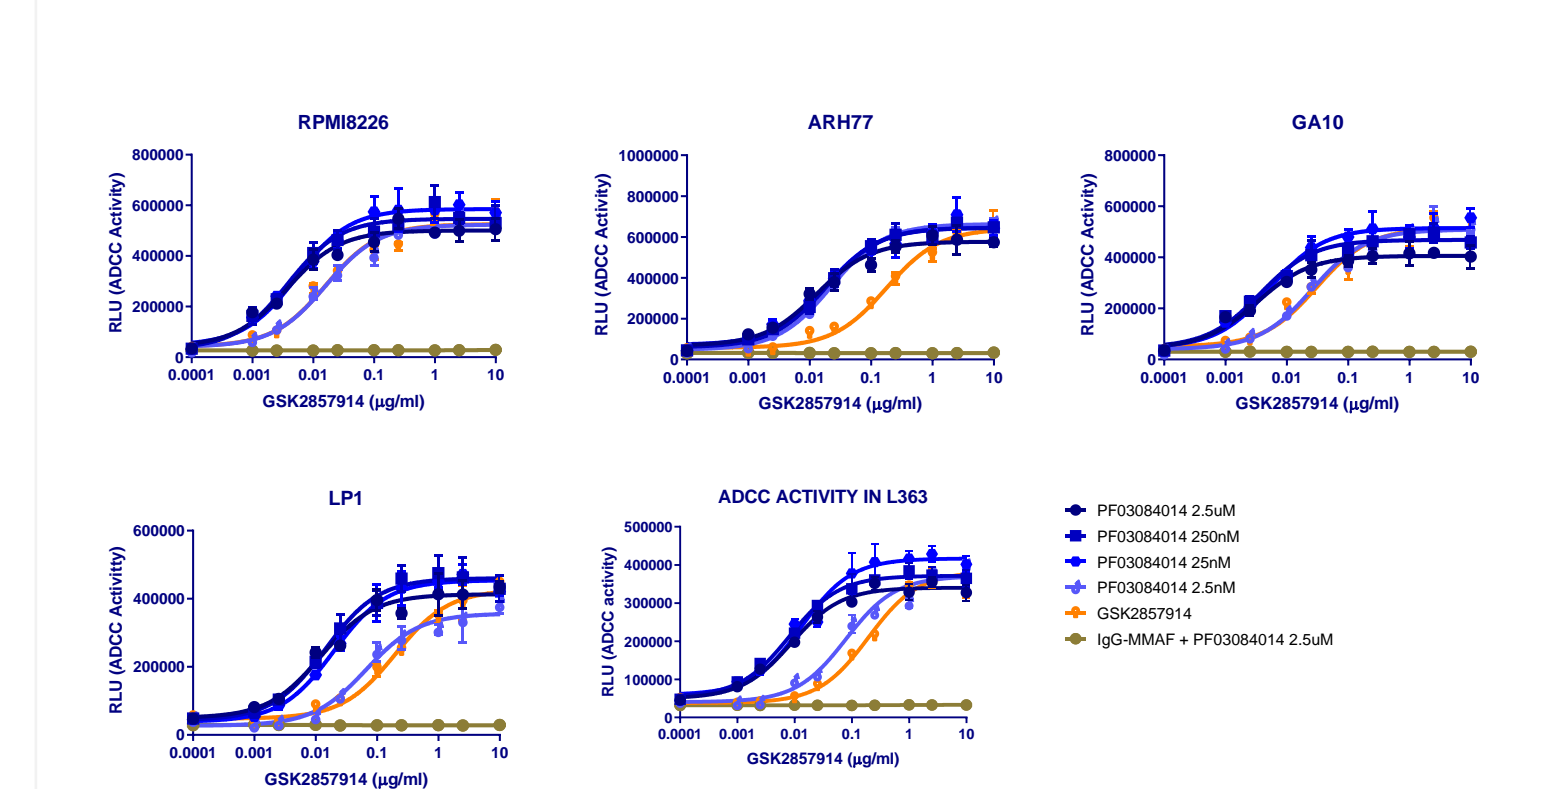 RPMI8226
800000
600000
400000
200000
0
RLU (ADCC Activity)
0.0001 0.001 0.01 0.1 1 10
GSK2857914 (μg/ml)
ARH77
1000000
800000
600000
400000
200000
0
RLU (ADCC Activity)
0.0001 0.001 0.01 0.1 1 10
GSK2857914 (μg/ml)
GA10
800000
600000
400000
200000
0
RLU (ADCC Activity)
0.0001 0.001 0.01 0.1 1 10
GSK2857914 (μg/ml)
LP1
600000
400000
200000
0
RLU (ADCC Activitty)
0.0001 0.001 0.01 0.1 1 10
GSK2857914 (μg/ml)
ADCC ACTIVITY IN L363
500000
400000
300000
200000
100000
0
RLU (ADCC activity)
0.0001 0.001 0.01 0.1 1 10
GSK2857914 (μg/ml)
PF03084014 2.5uM
PF03084014 250nM
PF03084014 25nM
PF03084014 2.5nM
GSK2857914
IgG-MMAF + PF03084014 2.5uM